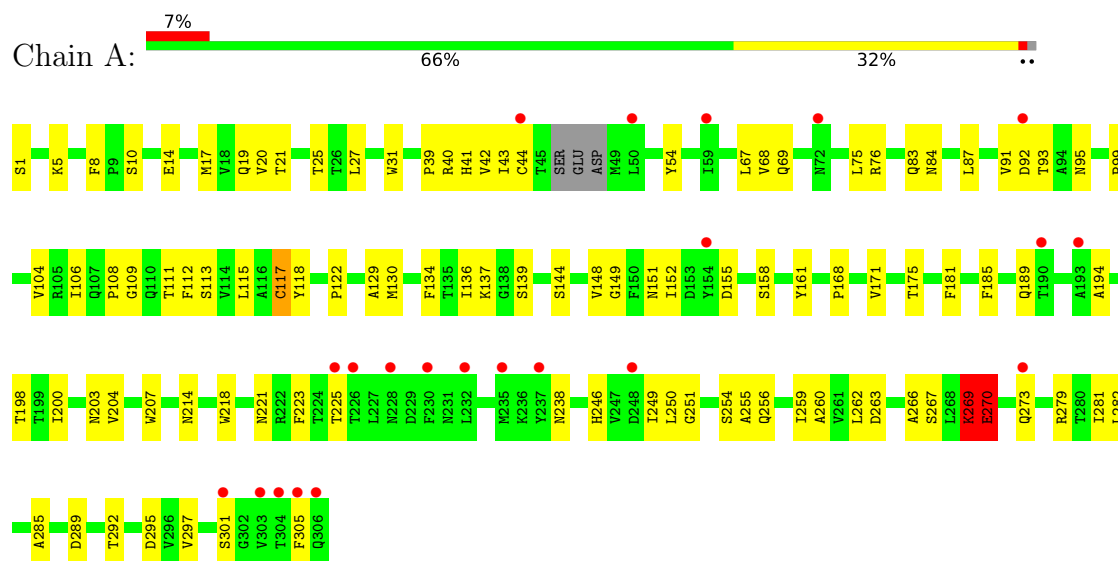 7%
Chain A:
66% 32% ••
S1 K5 F8 P9 S10 E14 M17 V18 Q19 V20 T21 T25 T26 L27 W31 P39 R40 H41 V42 I43 C44 T45 SER GLU ASP M49 L50 Y54 I59 L67 V68 Q69 N72 L75 R76 Q83 N84 L87 V91 D92 T93 A94 N95
V104 R105 I106 Q107 P108 G109 Q110 T111 F112 S113 V114 L115 A116 C117 Y118 P122 A129 M130 F134 T135 I136 K137 G138 S139 S144 V148 G149 F150 N151 I152 D153 Y154 D155 S158 Y161 P168 V171 T175 F181 F185 Q189 T190 A193 A194
T198 T199 I200 N203 V204 W207 N214 W218 N221 R222 F223 T224 T225 T226 L227 N228 D229 F230 N231 L232 M235 K236 Y237 N238 H246 V247 D248 I249 L250 G251 S254 A255 Q256 I259 A260 V261 L262 D263 A266 S267 L268 K269 E270 Q273 R279 T280 I281
A285 D289 T292 D295 V296 V297 S301 G302 V303 T304 F305 Q306